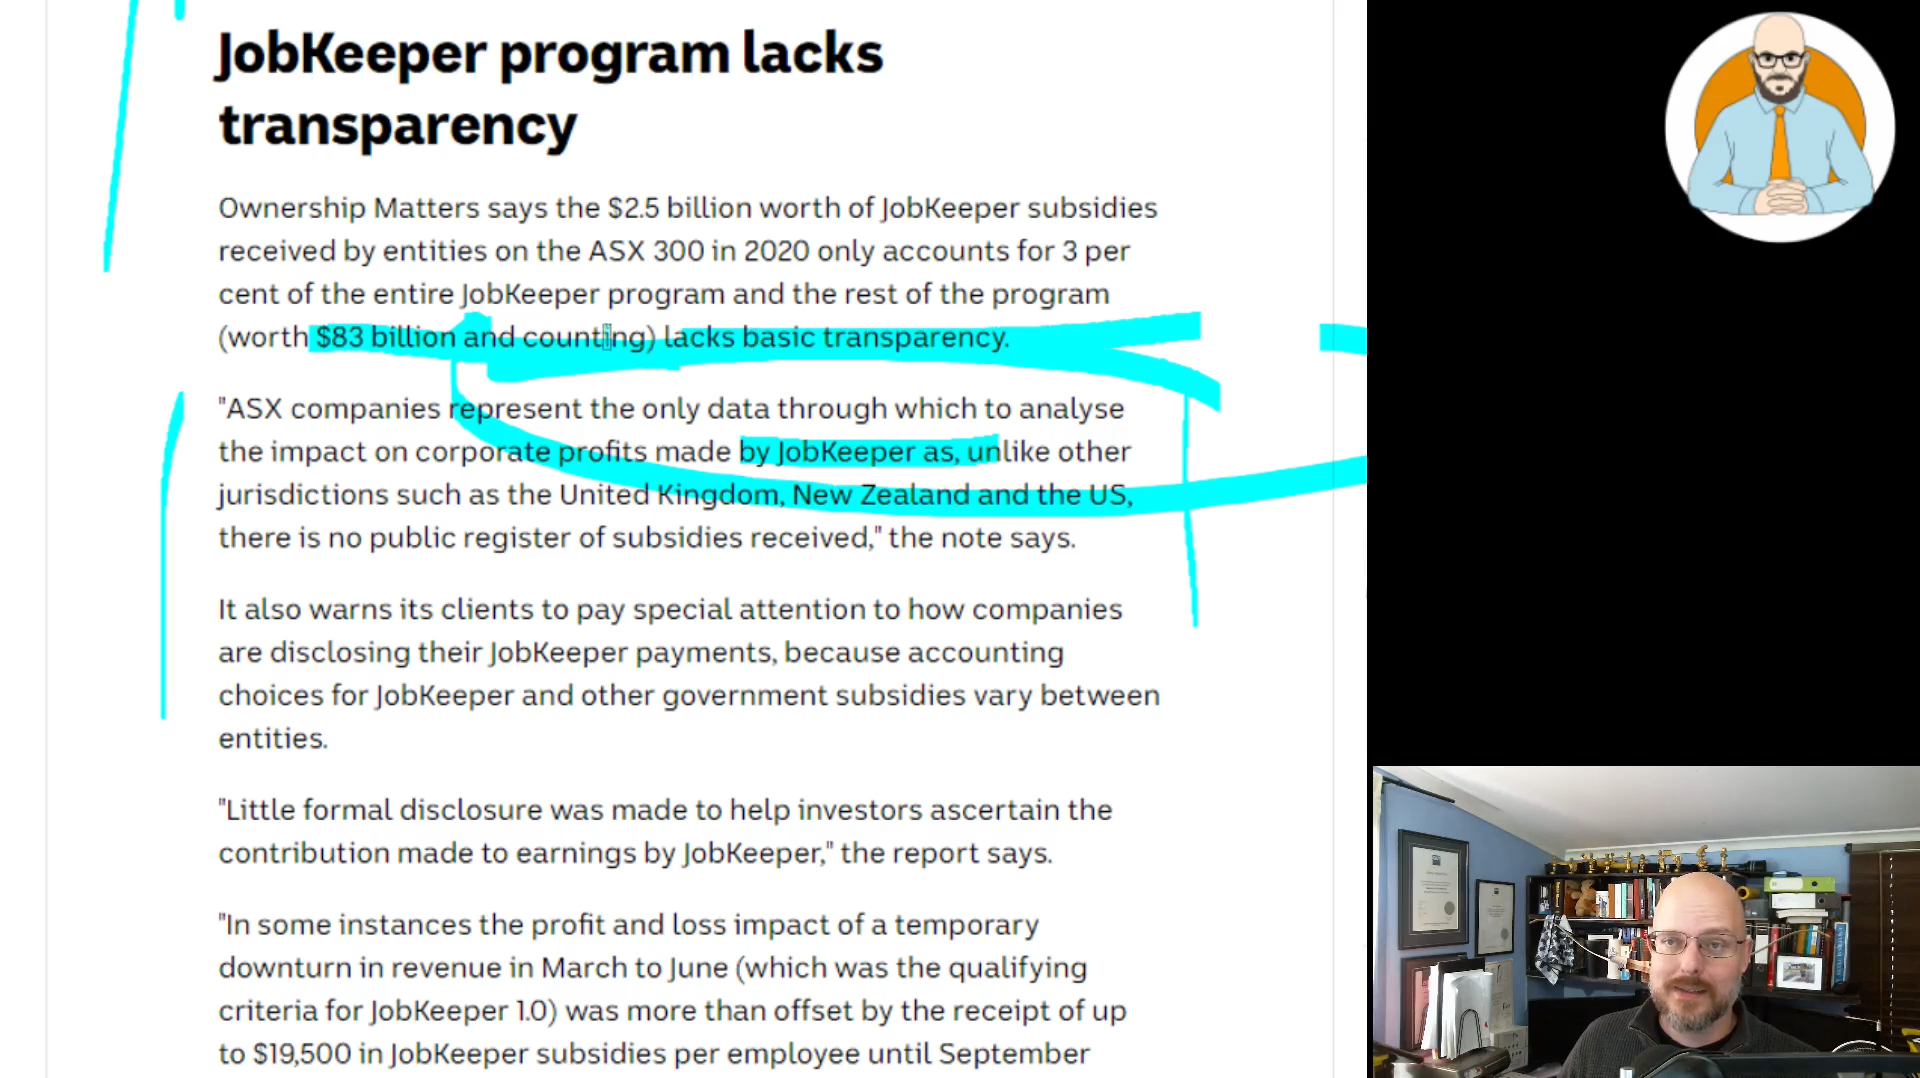 JobKeeper program lacks
transparency
Ownership Matters says the $2.5 billion worth of JobKeeper subsidies
received by entities on the ASX 300 in 2020 only accounts for 3 per
cent of the entire JobKeeper program and the rest of the program
(worth $83 billion and counting) lacks basic transparency.
"ASX companies represent the only data through which to analyse
the impact on corporate profits made by JobKeeper as, unlike other
jurisdictions such as the United Kingdom, New Zealand and the US,
there is no public register of subsidies received," the note says.
It also warns its clients to pay special attention to how companies
are disclosing their JobKeeper payments, because accounting
choices for JobKeeper and other government subsidies vary between
entities.
"Little formal disclosure was made to help investors ascertain the
contribution made to earnings by JobKeeper," the report says.
"In some instances the profit and loss impact of a temporary
downturn in revenue in March to June (which was the qualifying
criteria for JobKeeper 1.0) was more than offset by the receipt of up
to $19,500 in JobKeeper subsidies per employee until September